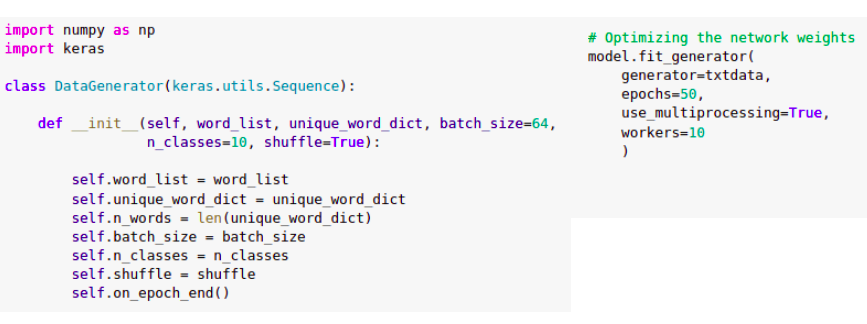 import numpy as np
import keras
class DataGenerator(keras.utils.Sequence):
def __init__(self, word_list, unique_word_dict, batch_size=64,
n_classes=10, shuffle=True):
self.word_list = word_list
self.unique_word_dict = unique_word_dict
self.n_words = len(unique_word_dict)
self.batch_size = batch_size
self.n_classes = n_classes
self.shuffle = shuffle
self.on_epoch_end()
# Optimizing the network weights
model.fit_generator(
generator=txtdata,
epochs=50,
use_multiprocessing=True,
workers=10
)